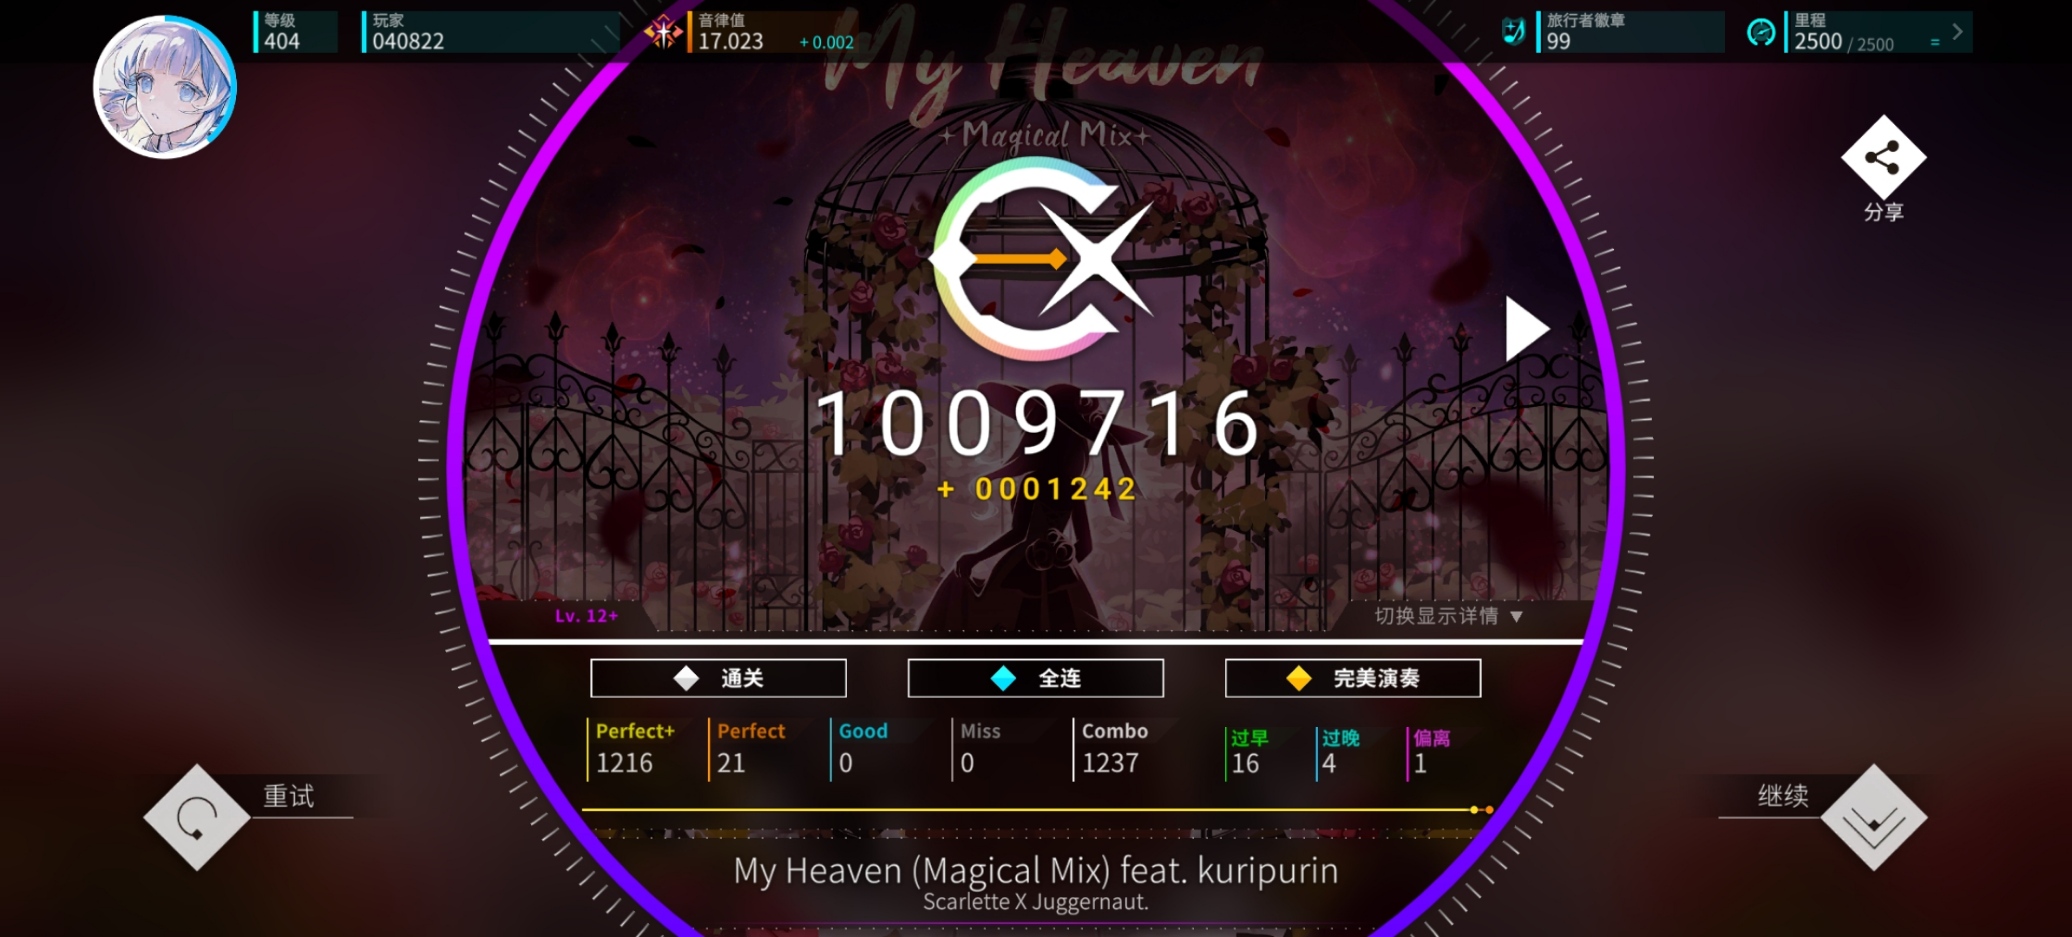 等级
404
玩家
040822
音律值
17.023 +0.002
旅行者徽章
99
里程
2500 / 2500 =
My Heaven
Magical Mix
分享
1009716
+ 0001242
Lv. 12+
切换显示详情 ▼
通关
全连
完美演奏
Perfect+
1216
Perfect
21
Good
0
Miss
0
Combo
1237
过早
16
过晚
4
偏离
1
重试
继续
My Heaven (Magical Mix) feat. kuripurin
Scarlette X Juggernaut.